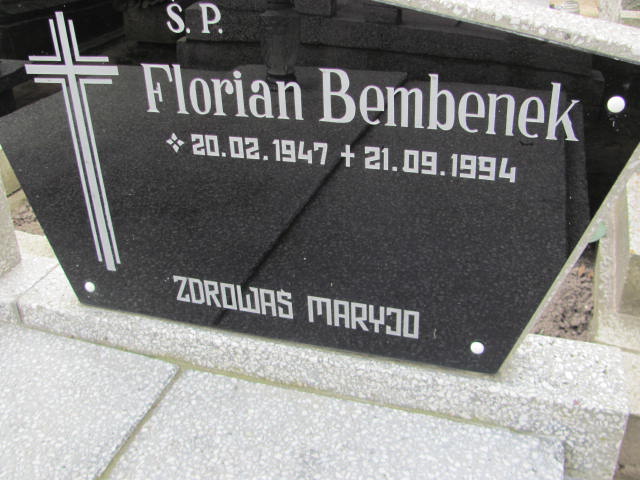 Ś. P.
Florian Bembenek
20.02.1947 + 21.09.1994
ZDROWAŚ MARYJO